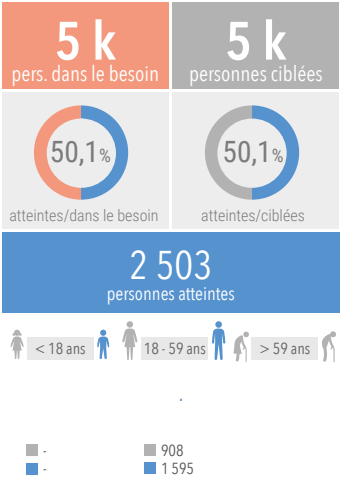 5 k
pers. dans le besoin
5 k
personnes ciblées
50,1%
atteintes/dans le besoin
50,1%
atteintes/ciblées
2 503
personnes atteintes
< 18 ans
18 - 59 ans
> 59 ans
-
908
-
1 595